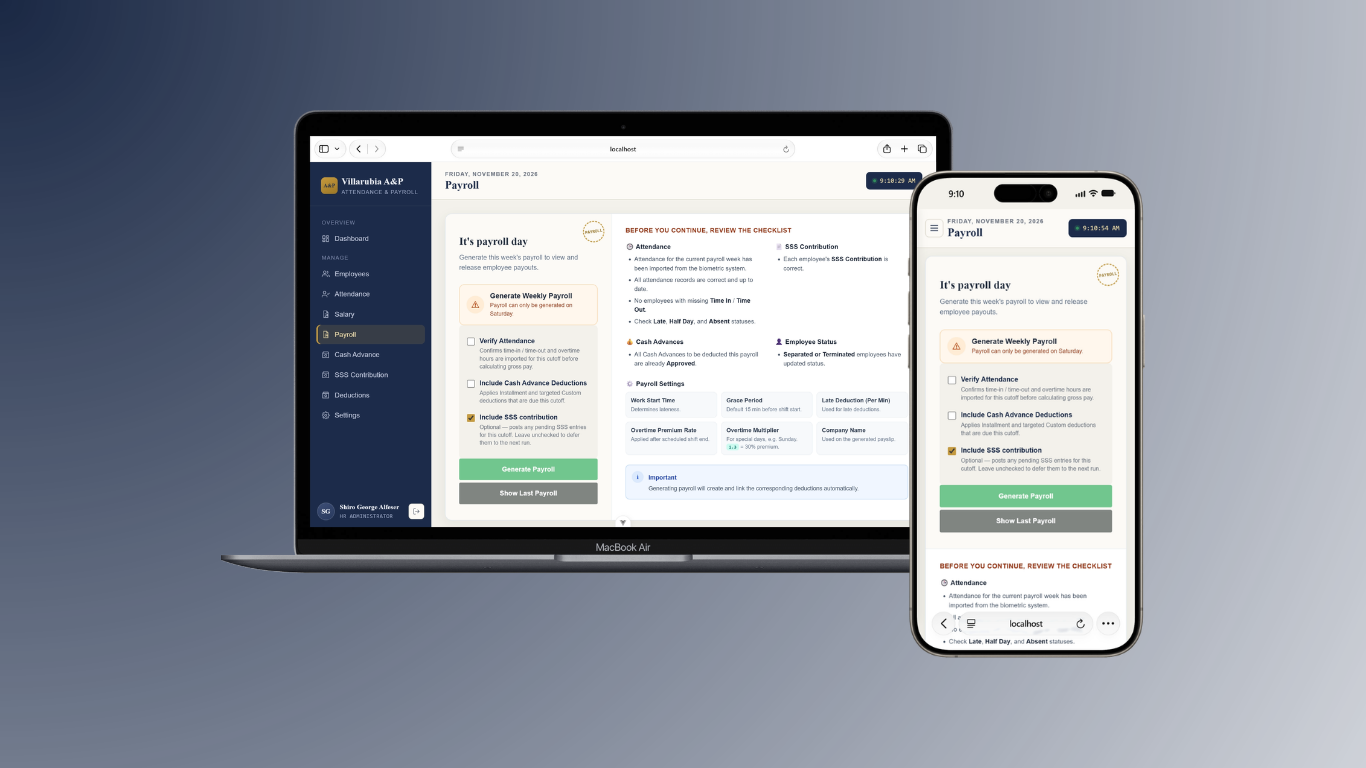 localhost
A&P
Villarubia A&P
ATTENDANCE & PAYROLL
OVERVIEW
Dashboard
MANAGE
Employees
Attendance
Salary
Payroll
Cash Advance
SSS Contribution
Deductions
Settings
SG
Shiro George Alfeser
HR ADMINISTRATOR
FRIDAY, NOVEMBER 20, 2026
Payroll
9:10:29 AM
PAYROLL
It's payroll day
Generate this week's payroll to view and
release employee payouts.
Generate Weekly Payroll
Payroll can only be generated on
Saturday
Verify Attendance
Confirms time-in / time-out and overtime
hours are imported for this cutoff before
calculating gross pay.
Include Cash Advance Deductions
Applies Installment and targeted Custom
deductions that are due this cutoff.
Include SSS contribution
Optional — posts any pending SSS entries
for this cutoff. Leave unchecked to defer
them to the next run.
Generate Payroll
Show Last Payroll
BEFORE YOU CONTINUE, REVIEW THE CHECKLIST
Attendance
• Attendance for the current payroll week has
been imported from the biometric system.
• All attendance records are correct and up to
date.
• No employees with missing Time In / Time
Out.
• Check Late, Half Day, and Absent statuses.
SSS Contribution
• Each employee's SSS Contribution is
correct.
Cash Advances
• All Cash Advances to be deducted this payroll
are already Approved.
Employee Status
• Separated or Terminated employees have
updated status.
Payroll Settings
Work Start Time
Determines lateness.
Grace Period
Default 15 min before shift start.
Late Deduction (Per Min)
Used for late deductions.
Overtime Premium Rate
Applied after scheduled shift end.
Overtime Multiplier
For special days, e.g. Sunday,
1.3 = 30% premium.
Company Name
Used on the generated payslip.
Important
Generating payroll will create and link the corresponding deductions automatically.
MacBook Air
9:10
FRIDAY, NOVEMBER 20, 2026
Payroll
9:10:54 AM
PAYROLL
It's payroll day
Generate this week's payroll to view and release
employee payouts.
Generate Weekly Payroll
Payroll can only be generated on Saturday
Verify Attendance
Confirms time-in / time-out and overtime hours are
imported for this cutoff before calculating gross pay.
Include Cash Advance Deductions
Applies Installment and targeted Custom deductions
that are due this cutoff.
Include SSS contribution
Optional — posts any pending SSS entries for this
cutoff. Leave unchecked to defer them to the next run.
Generate Payroll
Show Last Payroll
BEFORE YOU CONTINUE, REVIEW THE CHECKLIST
Attendance
• Attendance for the current payroll week has been
imported from the biometric system.
localhost
• Check Late, Half Day, and Absent statuses.